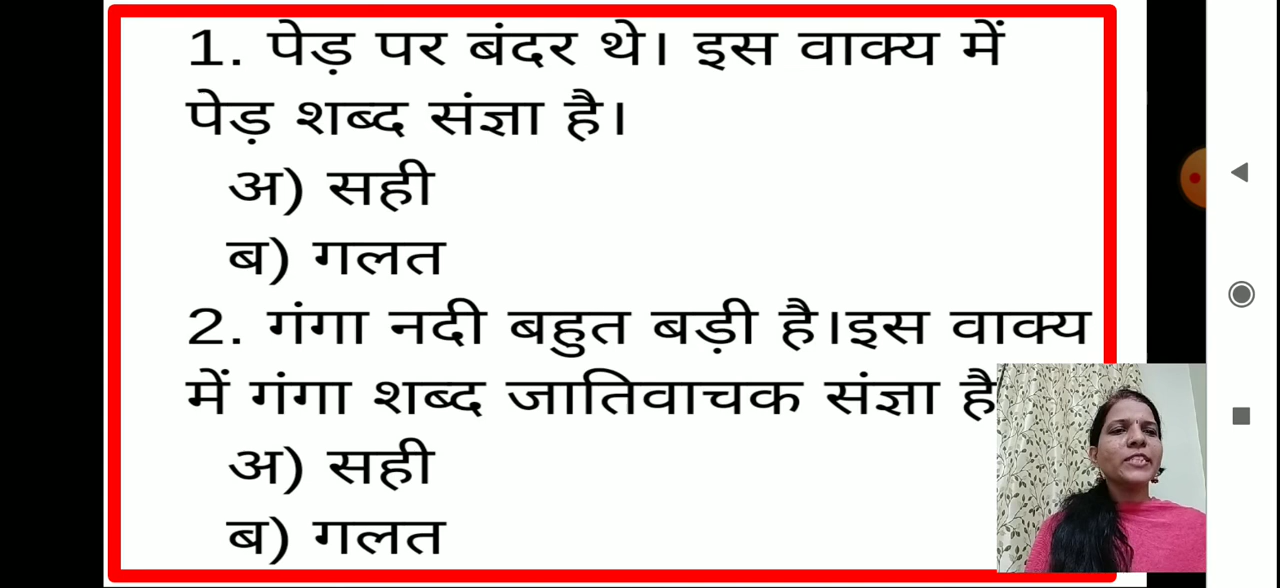 1. पेड़ पर बंदर थे। इस वाक्य में
पेड़ शब्द संज्ञा है।
अ) सही
ब) गलत
2. गंगा नदी बहुत बड़ी है।इस वाक्य
में गंगा शब्द जातिवाचक संज्ञा है
अ) सही
ब) गलत